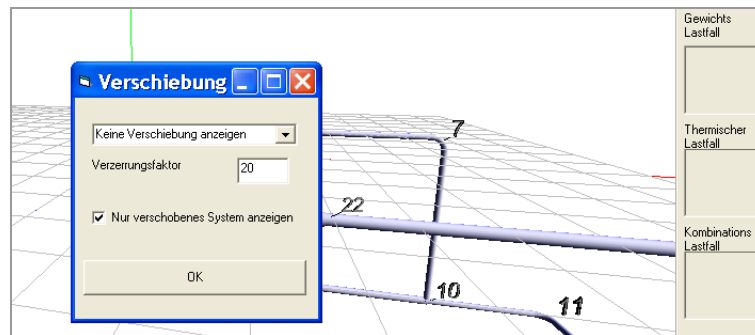 Verschiebung
Keine Verschiebung anzeigen
Verzerrungsfaktor
20
Nur verschobenes System anzeigen
OK
7
22
10
11
Gewichts
Lastfall
Thermischer
Lastfall
Kombinations
Lastfall